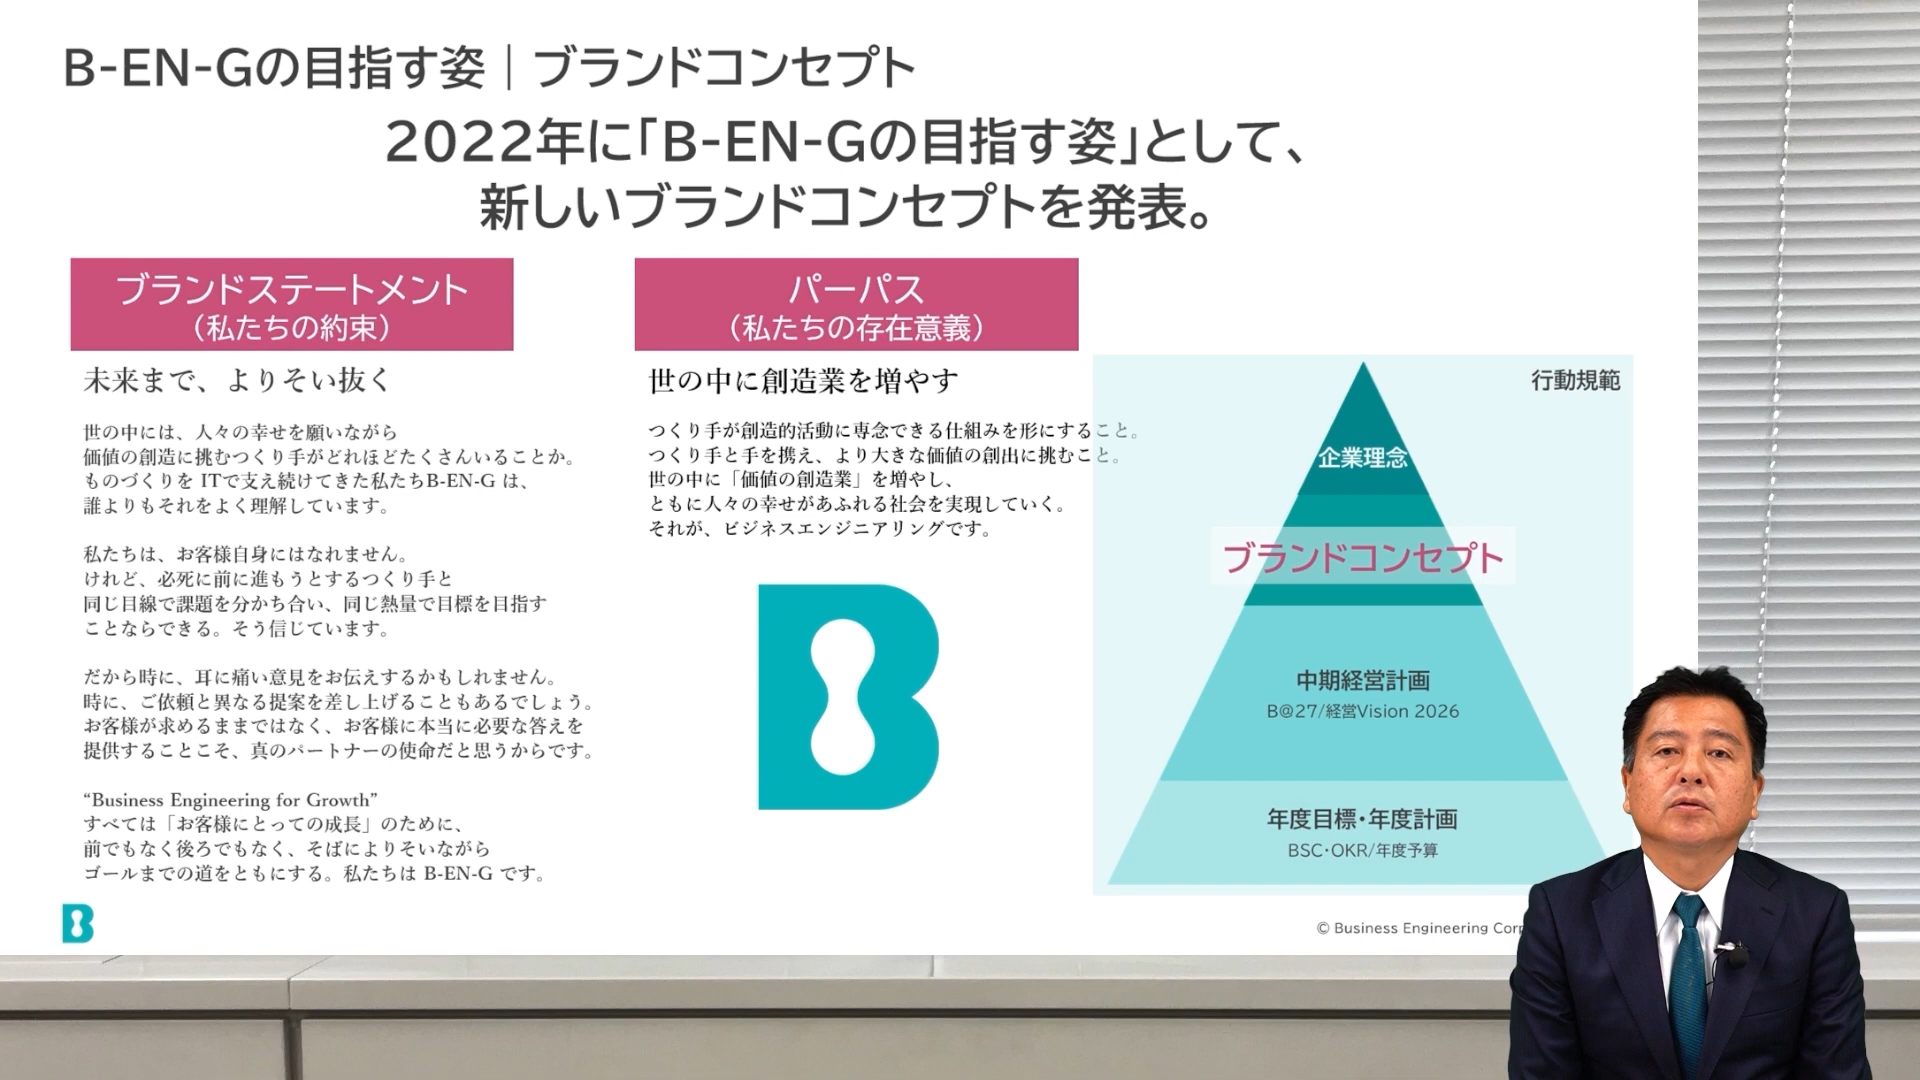 B-EN-Gの目指す姿｜ブランドコンセプト
2022年に「B-EN-Gの目指す姿」として、
新しいブランドコンセプトを発表。
ブランドステートメント
（私たちの約束）
未来まで、よりそい抜く
世の中には、人々の幸せを願いながら
価値の創造に挑むつくり手がどれほどたくさんいることか。
ものづくりを ITで支え続けてきた私たちB-EN-G は、
誰よりもそれをよく理解しています。
私たちは、お客様自身にはなれません。
けれど、必死に前に進もうとするつくり手と
同じ目線で課題を分かち合い、同じ熱量で目標を目指す
ことならできる。そう信じています。
だから時に、耳に痛い意見をお伝えするかもしれません。
時に、ご依頼と異なる提案を差し上げることもあるでしょう。
お客様が求めるままではなく、お客様に本当に必要な答えを
提供することこそ、真のパートナーの使命だと思うからです。
“Business Engineering for Growth”
すべては「お客様にとっての成長」のために、
前でもなく後ろでもなく、そばによりそいながら
ゴールまでの道をともにする。私たちは B-EN-G です。
パーパス
（私たちの存在意義）
世の中に創造業を増やす
つくり手が創造的活動に専念できる仕組みを形にすること。
つくり手と手を携え、より大きな価値の創出に挑むこと。
世の中に「価値の創造業」を増やし、
ともに人々の幸せがあふれる社会を実現していく。
それが、ビジネスエンジニアリングです。
行動規範
企業理念
ブランドコンセプト
中期経営計画
B@27/経営Vision 2026
年度目標・年度計画
BSC・OKR/年度予算
© Business Engineering Cor